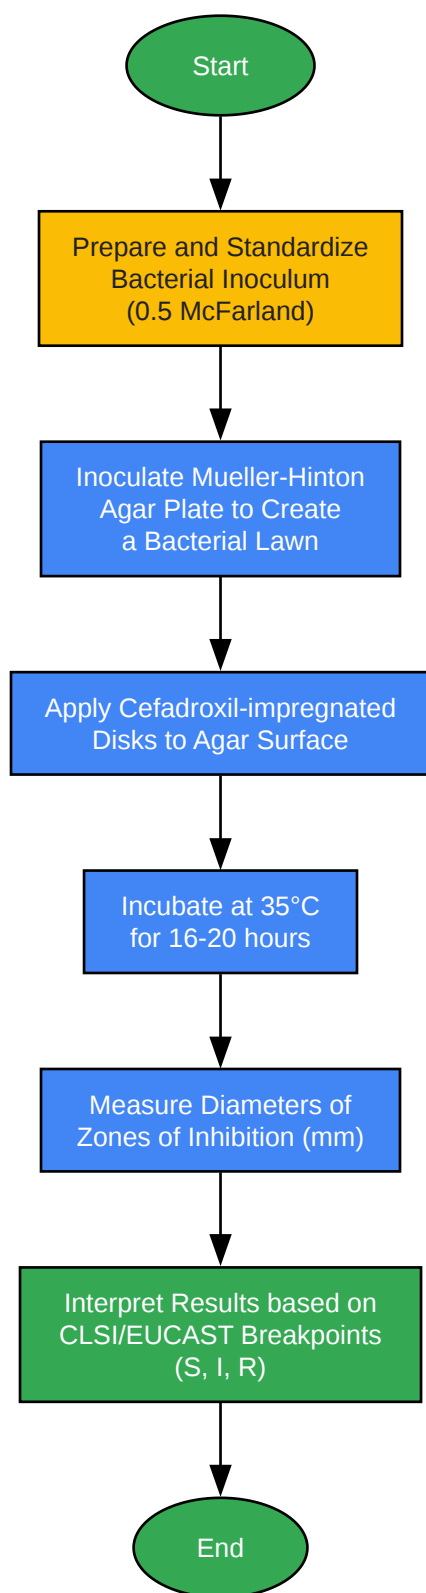 Start
Prepare and Standardize
Bacterial Inoculum
(0.5 McFarland)
Inoculate Mueller-Hinton
Agar Plate to Create
a Bacterial Lawn
Apply Cefadroxil-impregnated
Disks to Agar Surface
Incubate at 35°C
for 16-20 hours
Measure Diameters of
Zones of Inhibition (mm)
Interpret Results based on
CLSI/EUCAST Breakpoints
(S, I, R)
End